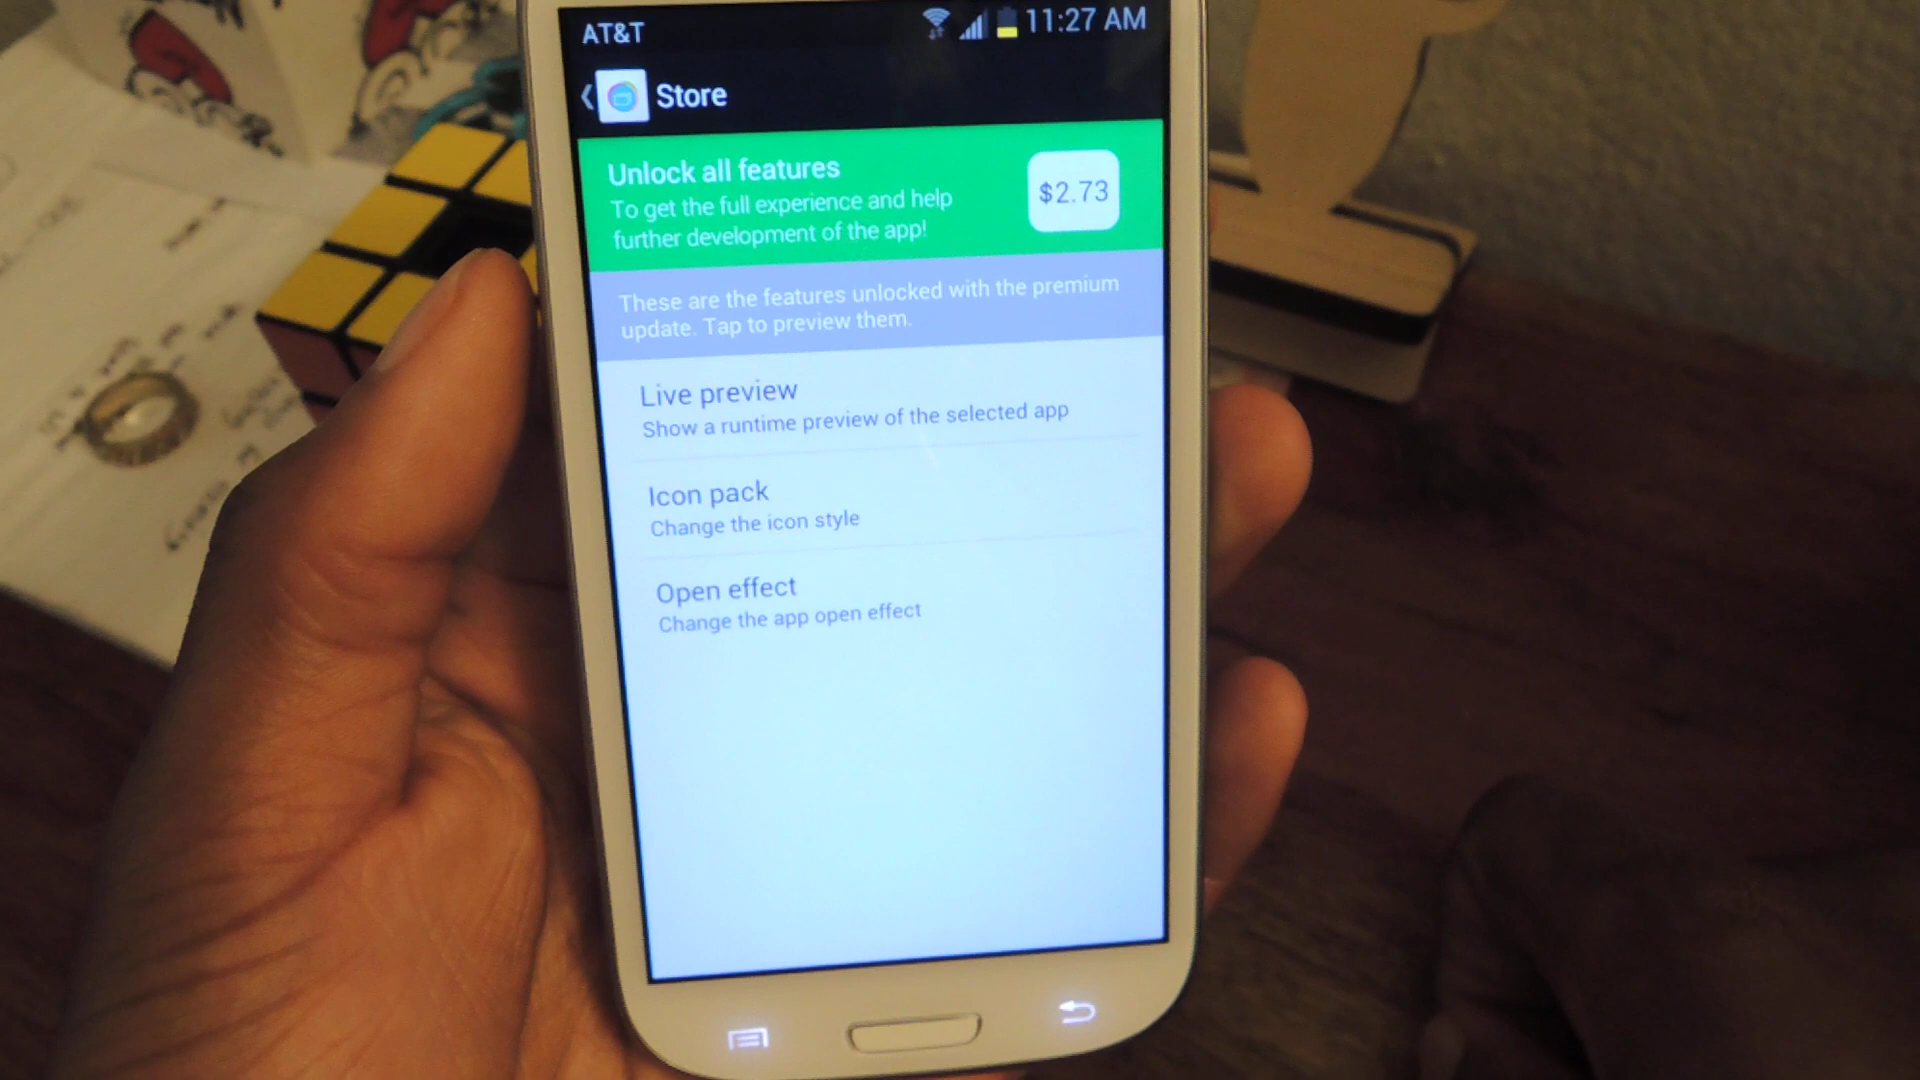 AT&T 11:27 AM
Store
Unlock all features
To get the full experience and help
further development of the app!
$2.73
These are the features unlocked with the premium
update. Tap to preview them.
Live preview
Show a runtime preview of the selected app
Icon pack
Change the icon style
Open effect
Change the app open effect